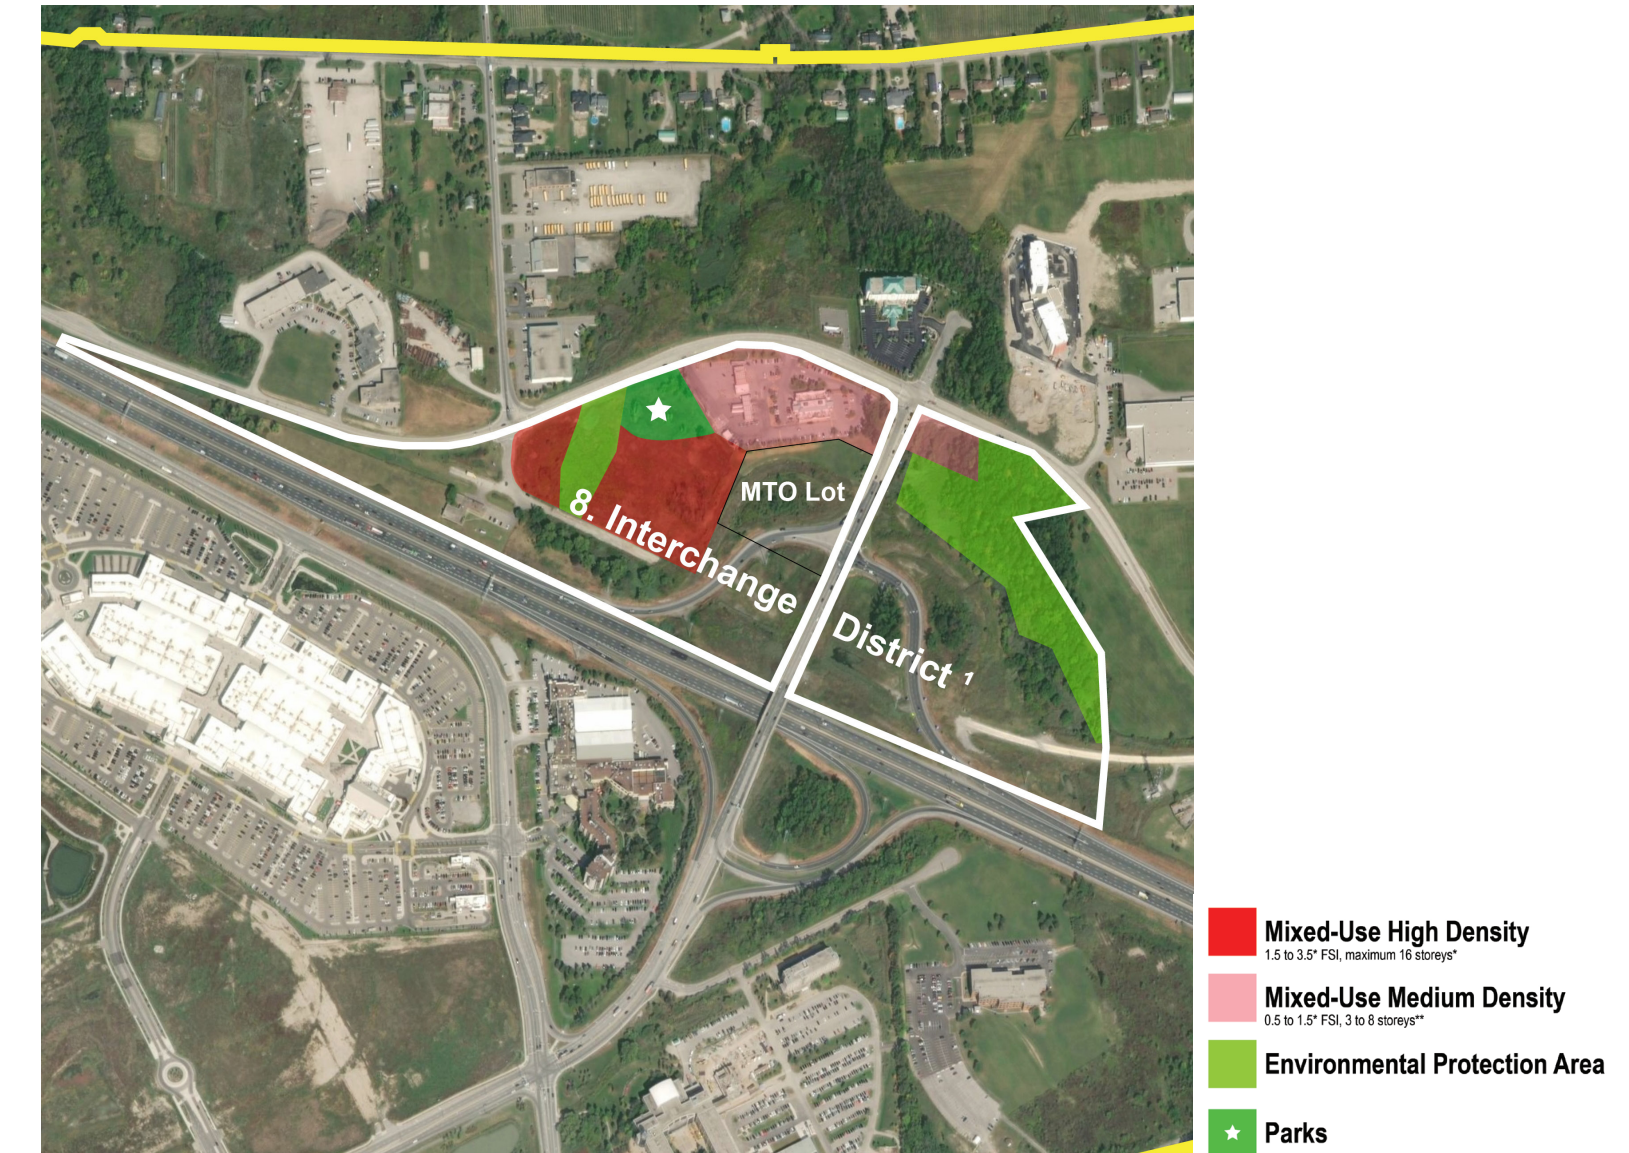 MTO Lot
8. Interchange
District ¹
Mixed-Use High Density
1.5 to 3.5* FSI, maximum 16 storeys*
Mixed-Use Medium Density
0.5 to 1.5* FSI, 3 to 8 storeys**
Environmental Protection Area
Parks